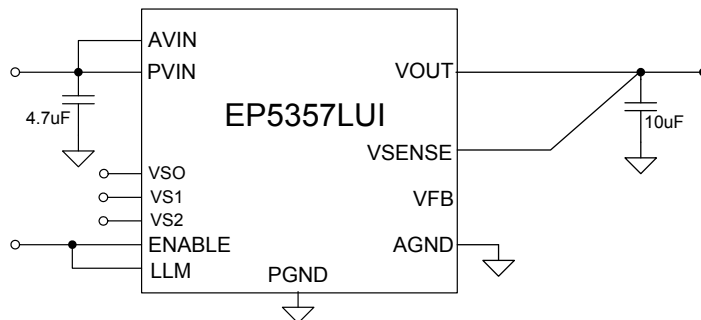 AVIN
PVIN
VOUT
4.7uF
EP5357LUI
10uF
VSENSE
VSO
VS1
VFB
VS2
ENABLE
AGND
LLM
PGND